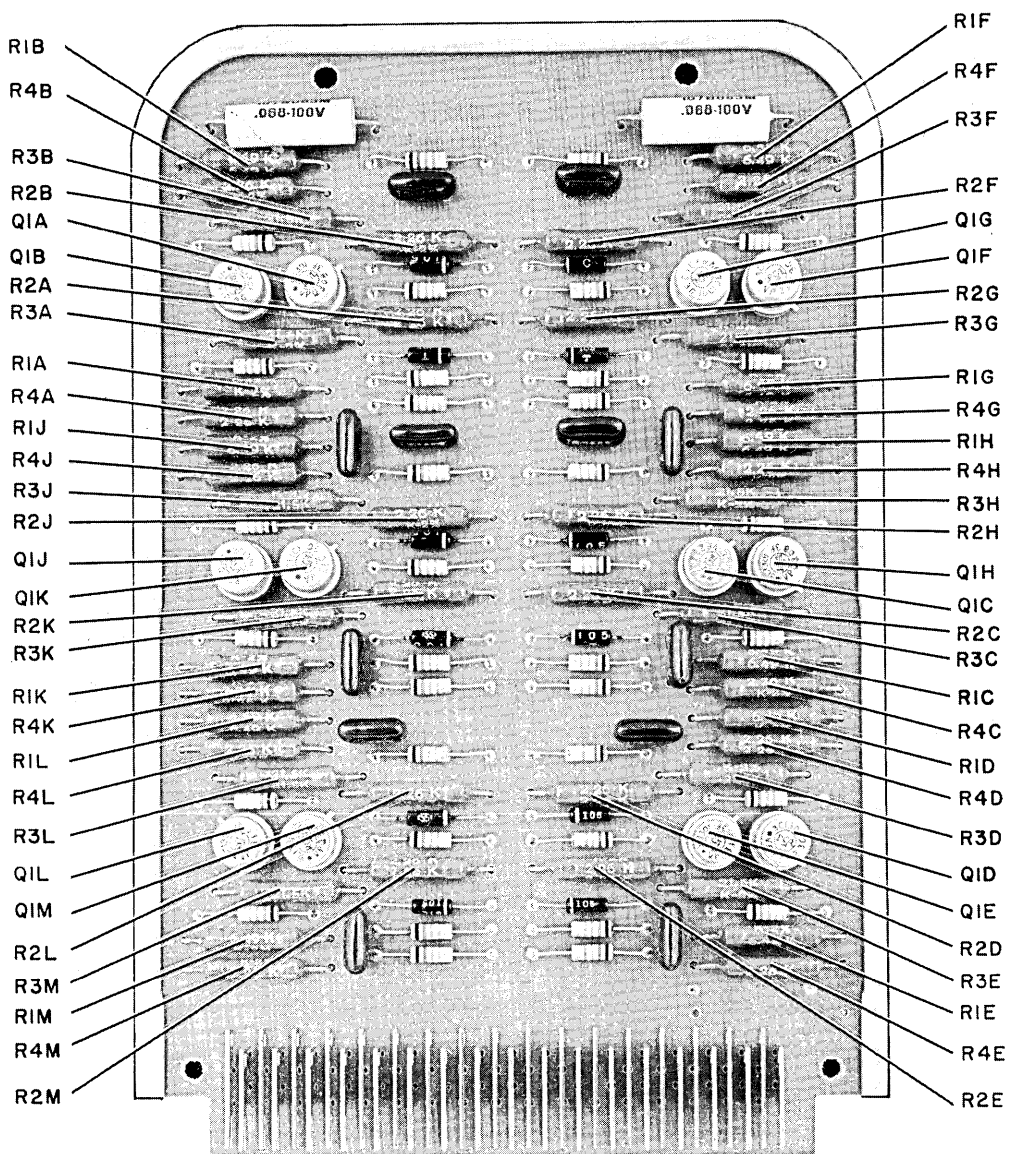 R1B
R4B
R3B
R2B
Q1A
Q1B
R2A
R3A
R1A
R4A
R1J
R4J
R3J
R2J
Q1J
Q1K
R2K
R3K
R1K
R4K
R1L
R4L
R3L
Q1L
Q1M
R2L
R3M
R1M
R4M
R2M
.068-100V
.068-100V
105
105
105
R1F
R4F
R3F
R2F
Q1G
Q1F
R2G
R3G
R1G
R4G
R1H
R4H
R3H
R2H
Q1H
Q1C
R2C
R3C
R1C
R4C
R1D
R4D
R3D
Q1D
Q1E
R2D
R3E
R1E
R4E
R2E